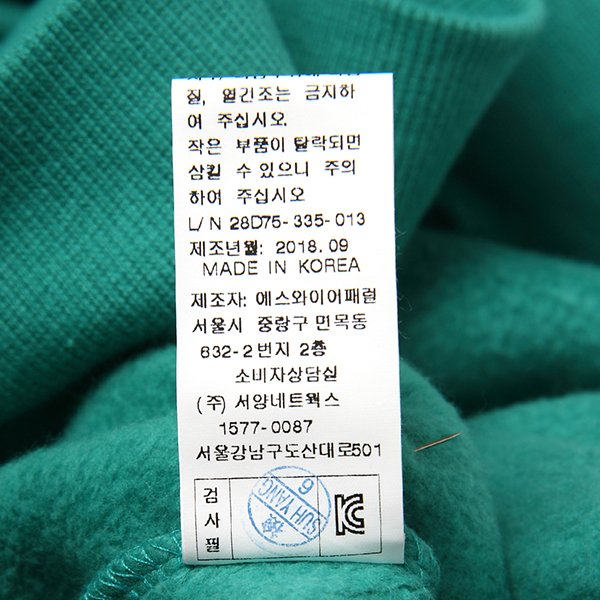 질, 열긴조는 금지하
여 주십시오.
작은 부품이 탈락되면
삼킬 수 있으니 주의
하여 주십시오
L/N 28D75-335-013
제조년월: 2018.09
MADE IN KOREA
제조자: 에스와이어패럴
서울시 중랑구 면목동
632-2번지 2층
소비자상담실
(주) 서양네트웍스
1577-0087
서울강남구도산대로501
검사필
SUH YANG
9
KC